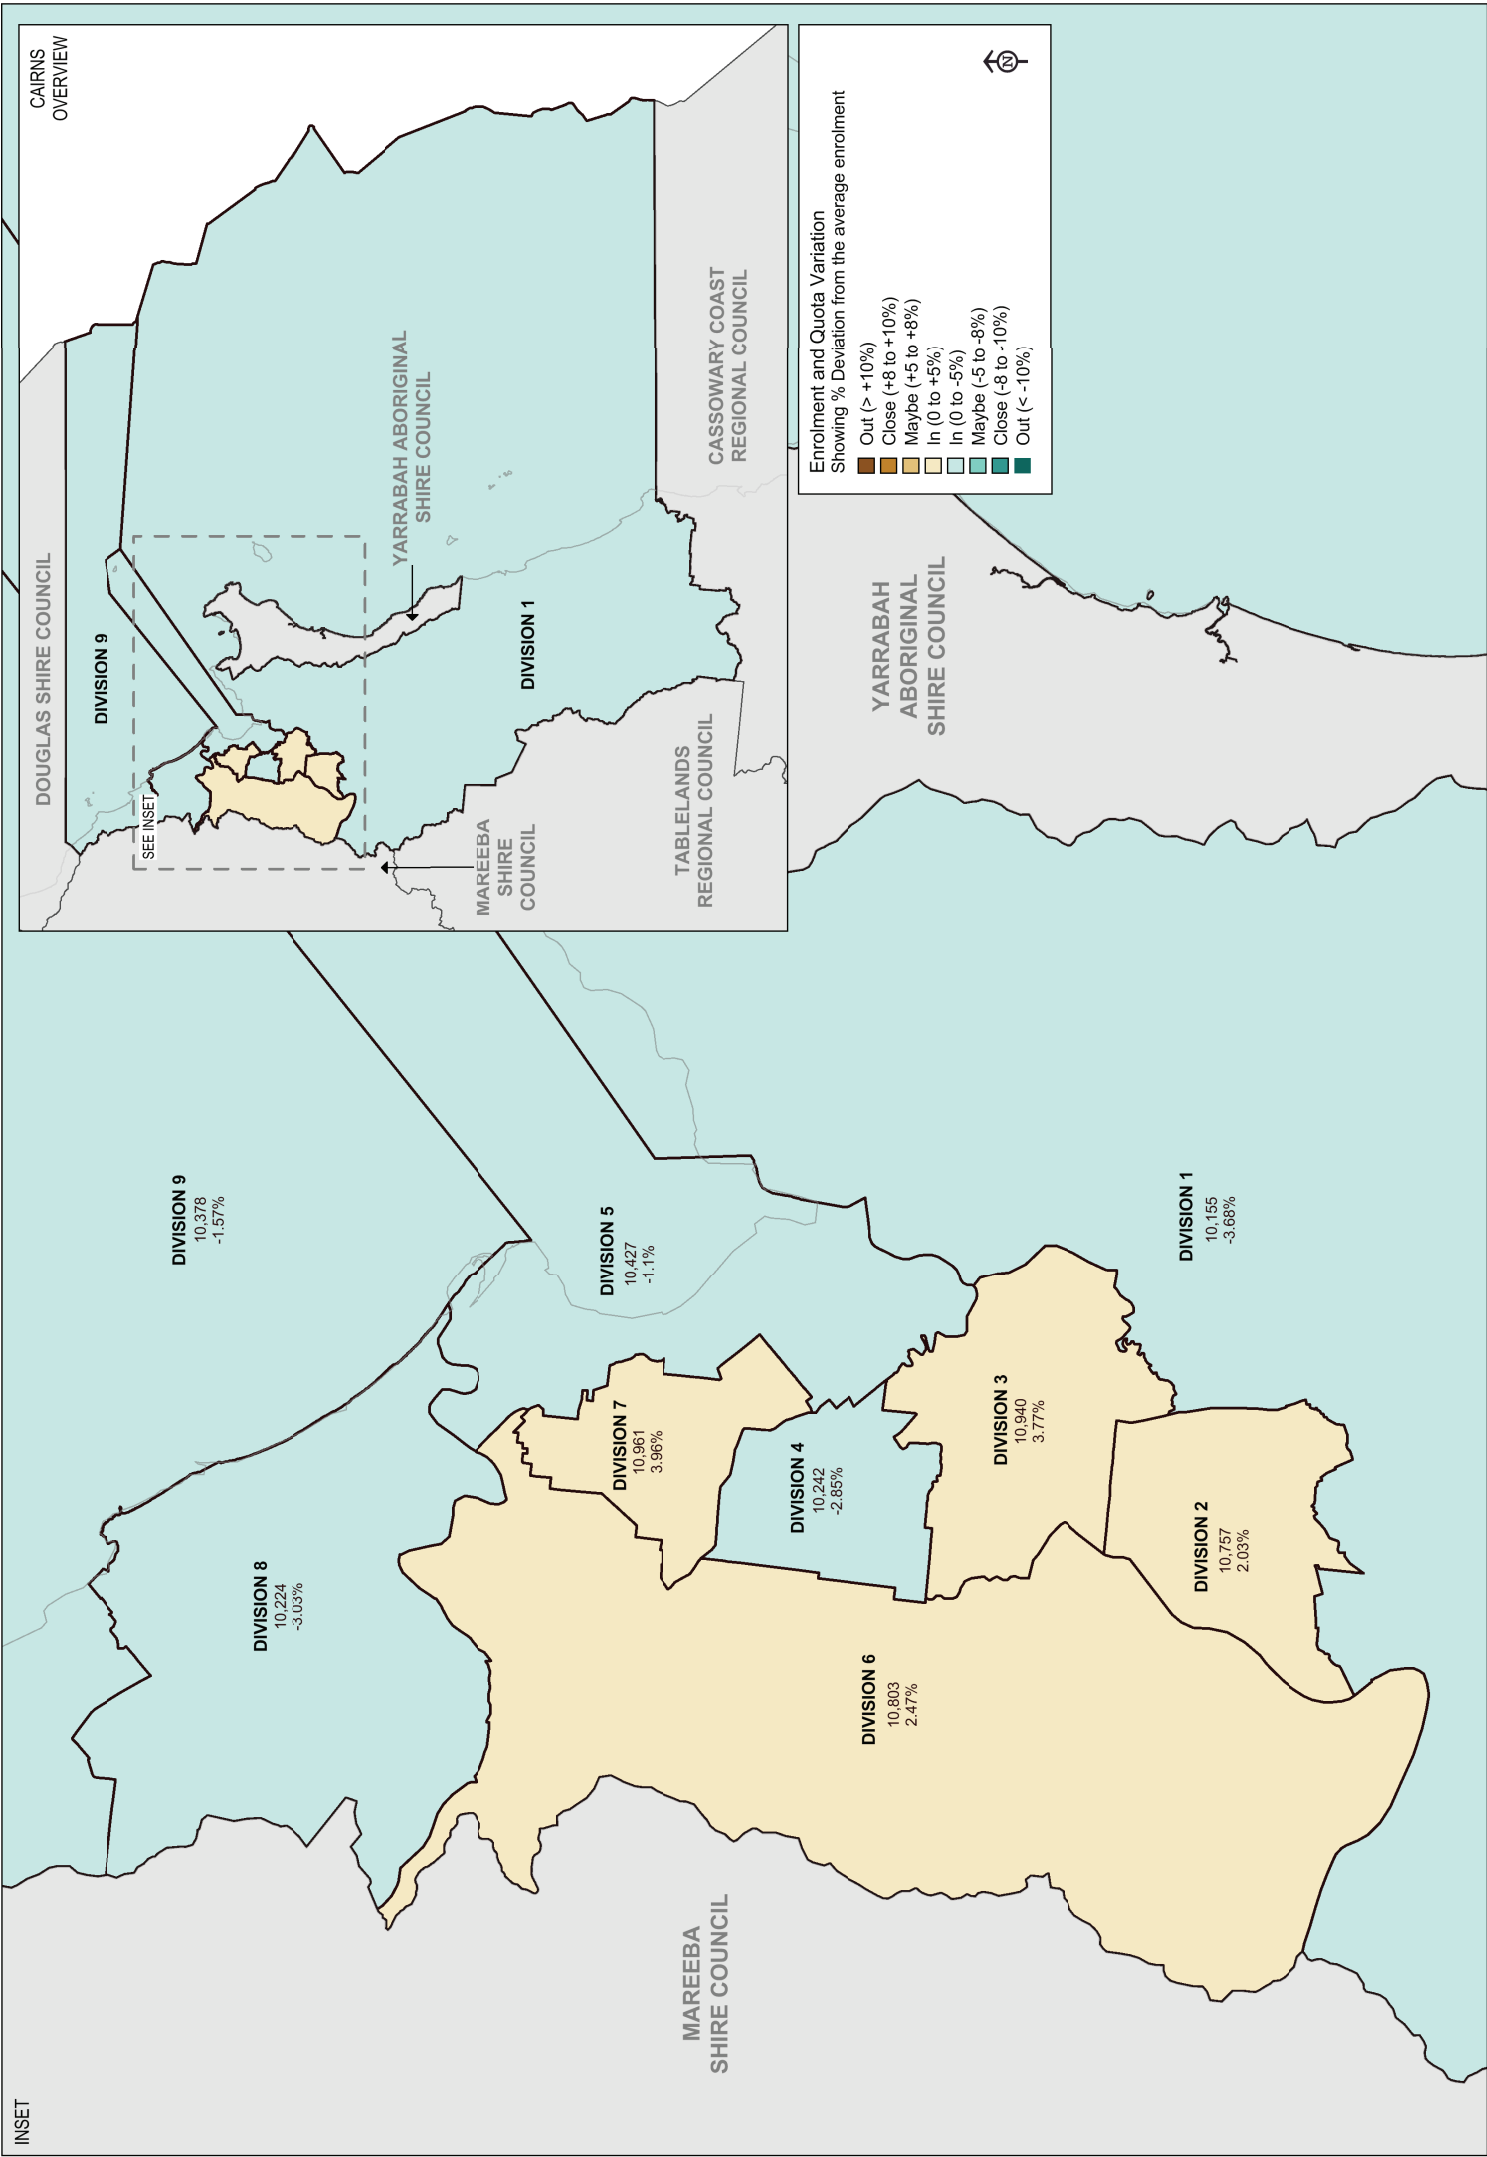 INSET
CAIRNS
OVERVIEW
DOUGLAS SHIRE COUNCIL
DIVISION 9
SEE INSET
YARRABAH ABORIGINAL
SHIRE COUNCIL
DIVISION 1
MAREEBA
SHIRE
COUNCIL
TABLELANDS
REGIONAL COUNCIL
CASSOWARY COAST
REGIONAL COUNCIL
Enrolment and Quota Variation
Showing % Deviation from the average enrolment
Out (> +10%)
Close (+8 to +10%)
Maybe (+5 to +8%)
In (0 to +5%)
In (0 to -5%)
Maybe (-5 to -8%)
Close (-8 to -10%)
Out (< -10%)
N
DIVISION 9
10,378
-1.57%
DIVISION 8
10,224
-3.03%
DIVISION 5
10,427
-1.1%
DIVISION 7
10,961
3.96%
DIVISION 4
10,242
-2.85%
DIVISION 6
10,803
2.47%
DIVISION 3
10,940
3.77%
DIVISION 1
10,155
-3.68%
DIVISION 2
10,757
2.03%
MAREEBA
SHIRE COUNCIL
YARRABAH
ABORIGINAL
SHIRE COUNCIL